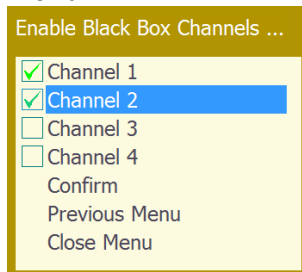 Enable Black Box Channels ...
Channel 1
Channel 2
Channel 3
Channel 4
Confirm
Previous Menu
Close Menu